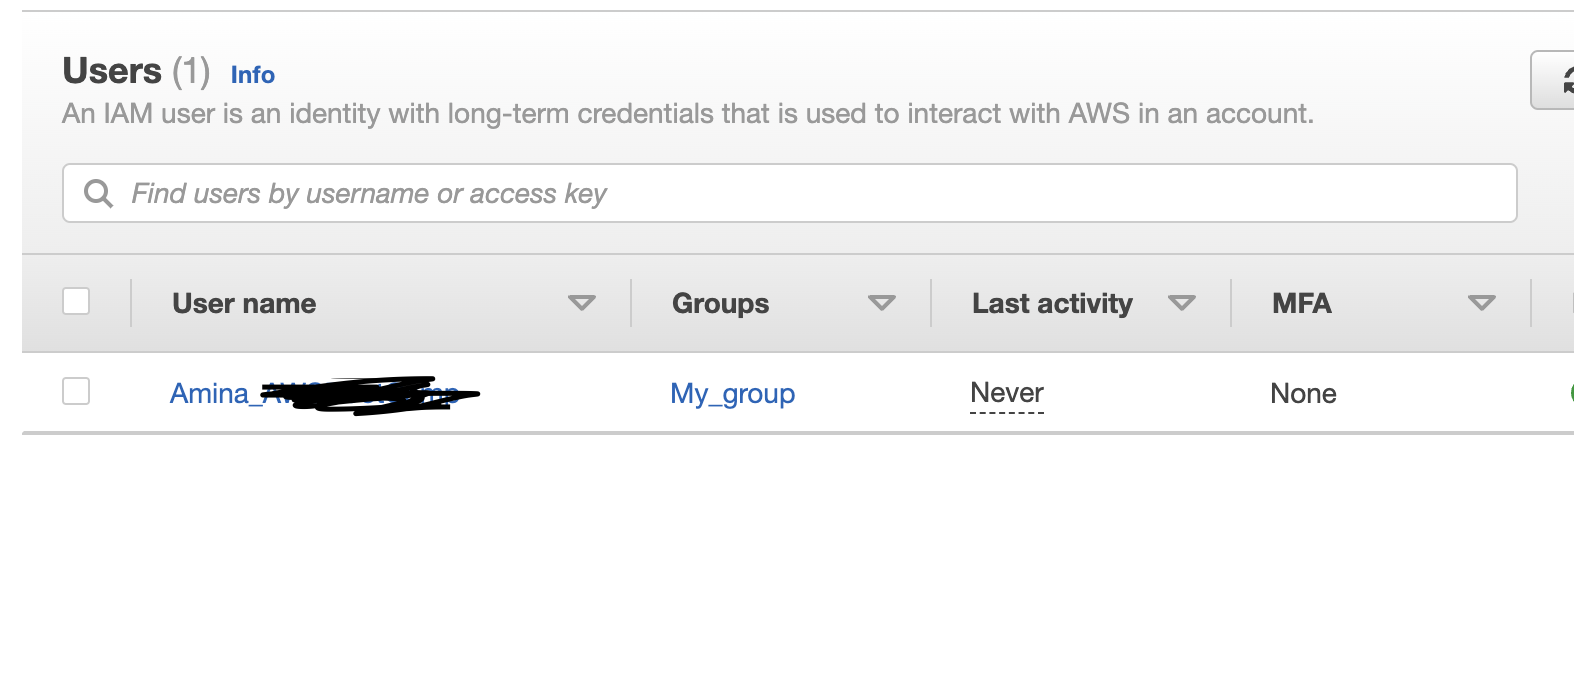 Users (1) Info
An IAM user is an identity with long-term credentials that is used to interact with AWS in an account.
Find users by username or access key
User name Groups Last activity MFA
Amina_ My_group Never None